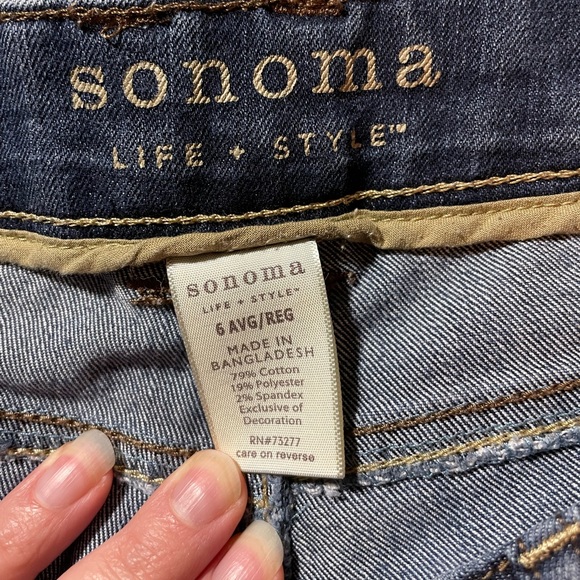 sonoma
LIFE + STYLE™
sonoma
LIFE + STYLE™
6 AVG/REG
MADE IN
BANGLADESH
79% Cotton
19% Polyester
2% Spandex
Exclusive of
Decoration
RN#73277
care on reverse